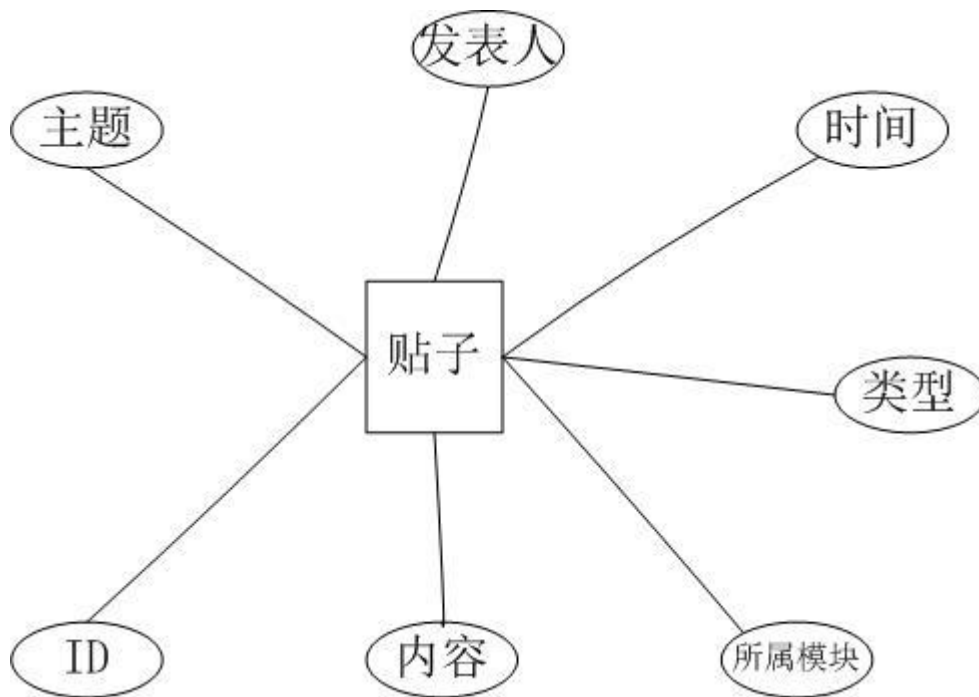 发表人
主题
时间
贴子
类型
ID
内容
所属模块